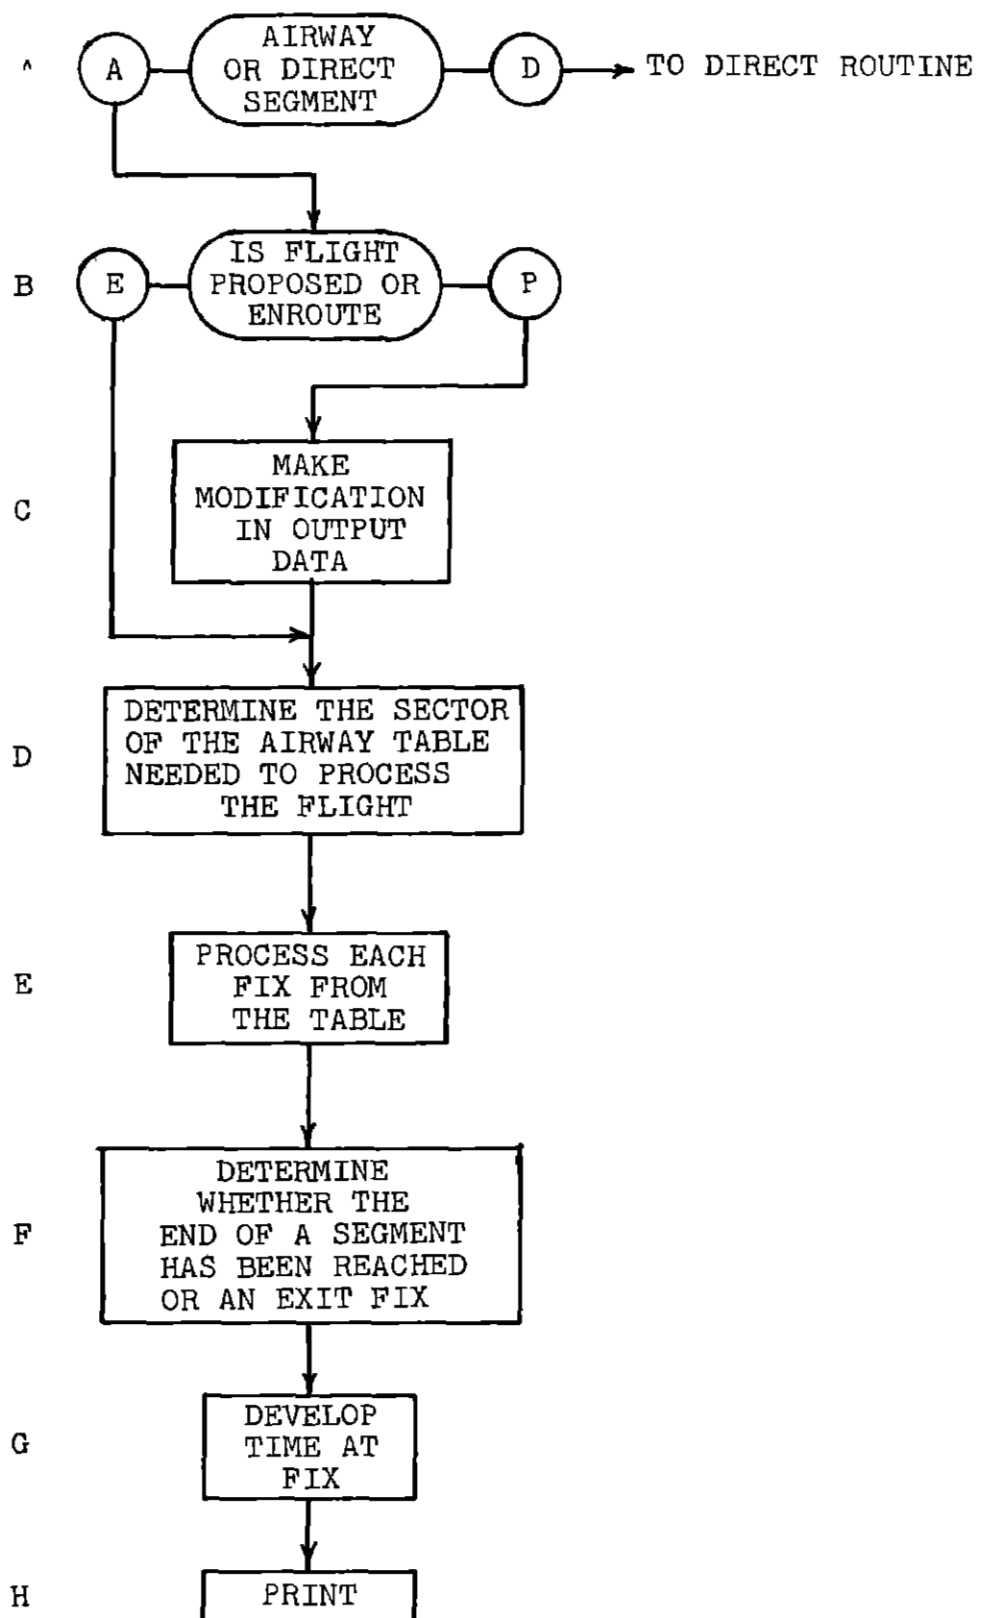 A
AIRWAY
OR DIRECT
SEGMENT
D
TO DIRECT ROUTINE
B
E
IS FLIGHT
PROPOSED OR
ENROUTE
P
C
MAKE
MODIFICATION
IN OUTPUT
DATA
D
DETERMINE THE SECTOR
OF THE AIRWAY TABLE
NEEDED TO PROCESS
THE FLIGHT
E
PROCESS EACH
FIX FROM
THE TABLE
F
DETERMINE
WHETHER THE
END OF A SEGMENT
HAS BEEN REACHED
OR AN EXIT FIX
G
DEVELOP
TIME AT
FIX
H
PRINT